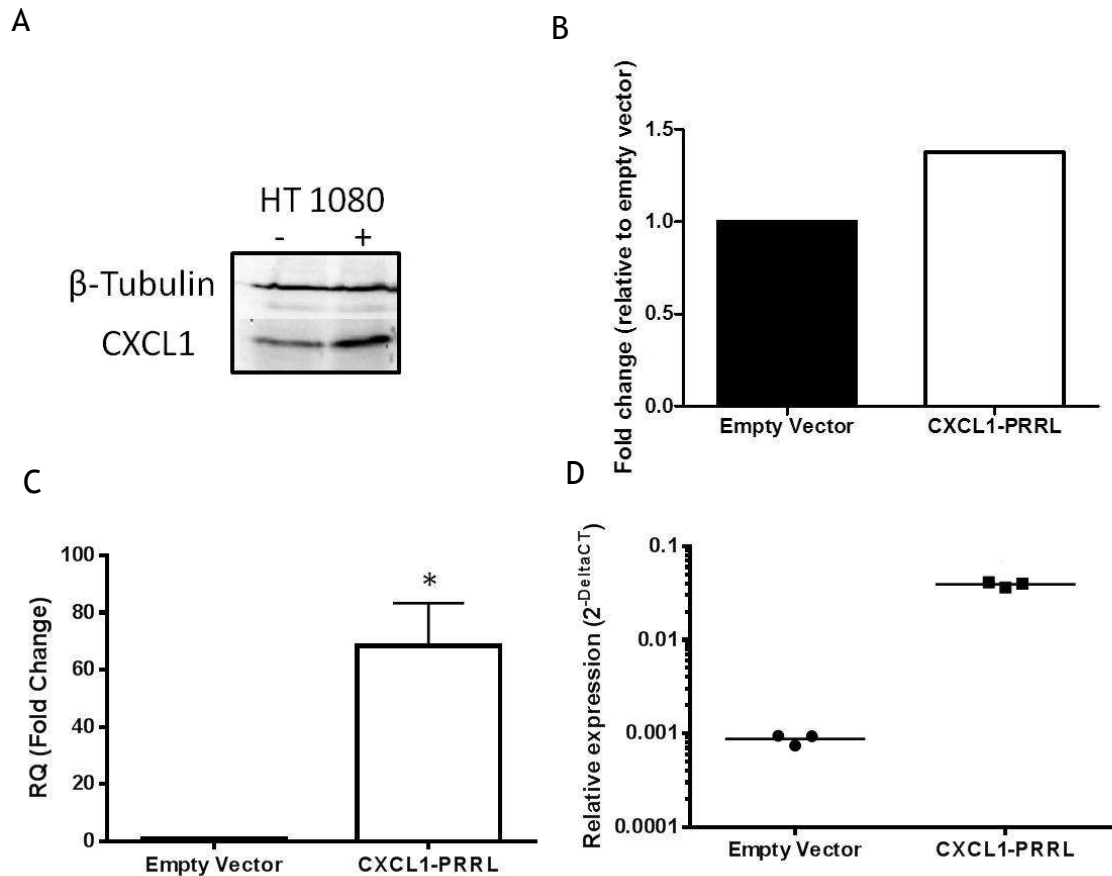 A
HT 1080
- +
β-Tubulin
CXCL1
B
Fold change (relative to empty vector)
1.5
1.0
0.5
0.0
Empty Vector CXCL1-PRRL
C
RQ (Fold Change)
100
80
60
40
20
0
*
Empty Vector CXCL1-PRRL
D
Relative expression (2^-DeltaCT)
0.1
0.01
0.001
0.0001
Empty Vector CXCL1-PRRL